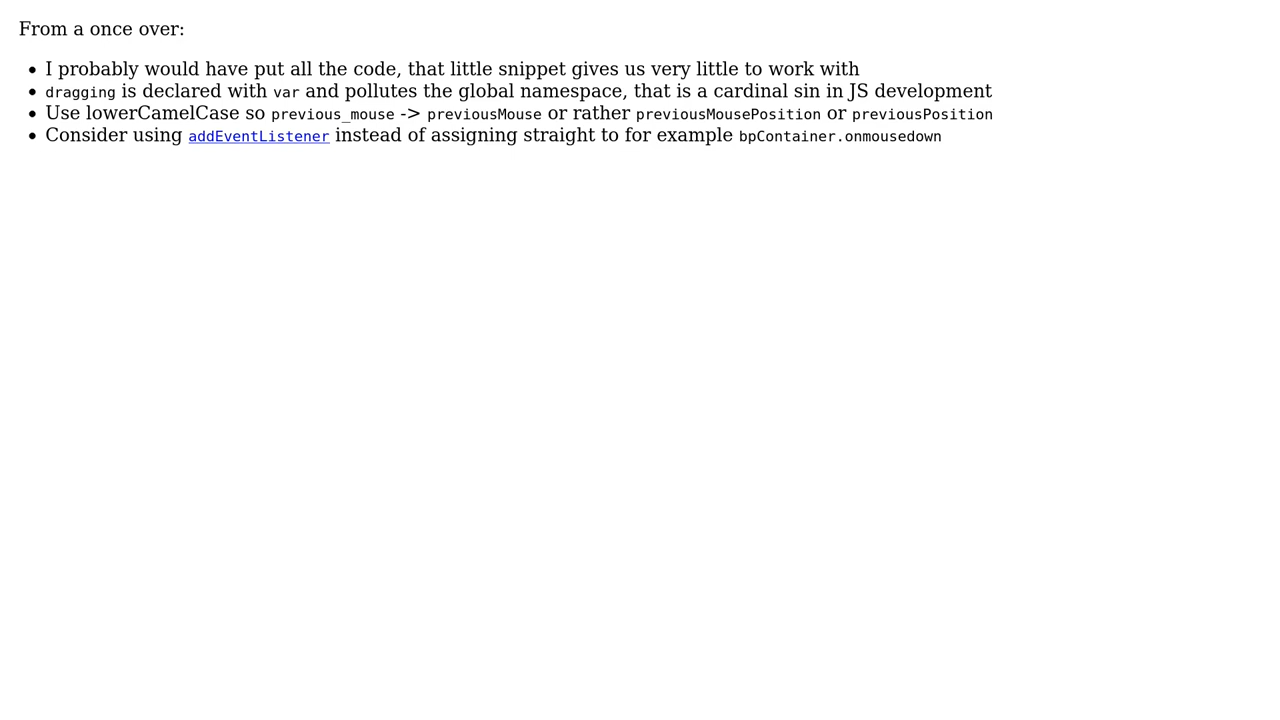 From a once over:
• I probably would have put all the code, that little snippet gives us very little to work with
• dragging is declared with var and pollutes the global namespace, that is a cardinal sin in JS development
• Use lowerCamelCase so previous_mouse -> previousMouse or rather previousMousePosition or previousPosition
• Consider using addEventListener instead of assigning straight to for example bpContainer.onmousedown